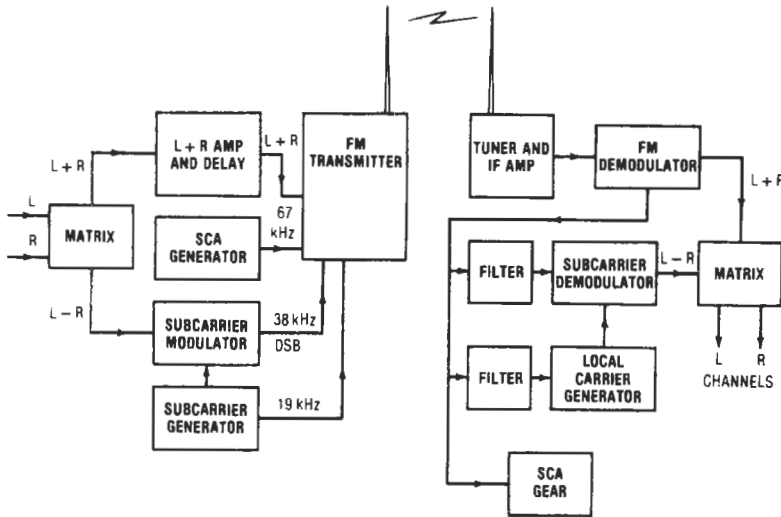 L
R
MATRIX
L+R
L-R
L+R AMP
AND DELAY
L+R
SCA
GENERATOR
67
kHz
SUBCARRIER
MODULATOR
38 kHz
DSB
SUBCARRIER
GENERATOR
19 kHz
FM
TRANSMITTER
TUNER AND
IF AMP
FM
DEMODULATOR
L+R
FILTER
SUBCARRIER
DEMODULATOR
L-R
MATRIX
FILTER
LOCAL
CARRIER
GENERATOR
L
R
CHANNELS
SCA
GEAR